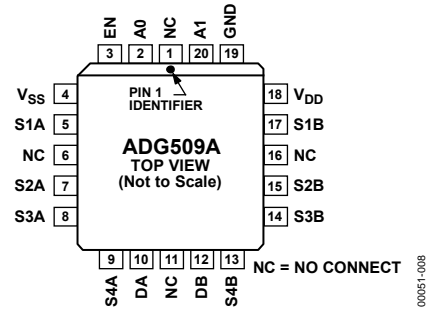 EN A0 NC A1 GND
3 2 1 20 19
VSS 4
S1A 5
NC 6
S2A 7
S3A 8
PIN 1
IDENTIFIER
ADG509A
TOP VIEW
(Not to Scale)
18 VDD
17 S1B
16 NC
15 S2B
14 S3B
9 10 11 12 13
S4A DA NC DB S4B
NC = NO CONNECT
00051-008